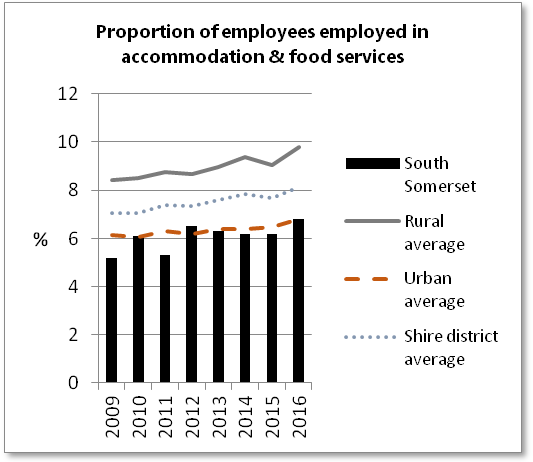 Proportion of employees employed in
accommodation & food services
12
10
8
6
4
2
0
%
2009
2010
2011
2012
2013
2014
2015
2016
South
Somerset
Rural
average
Urban
average
Shire district
average